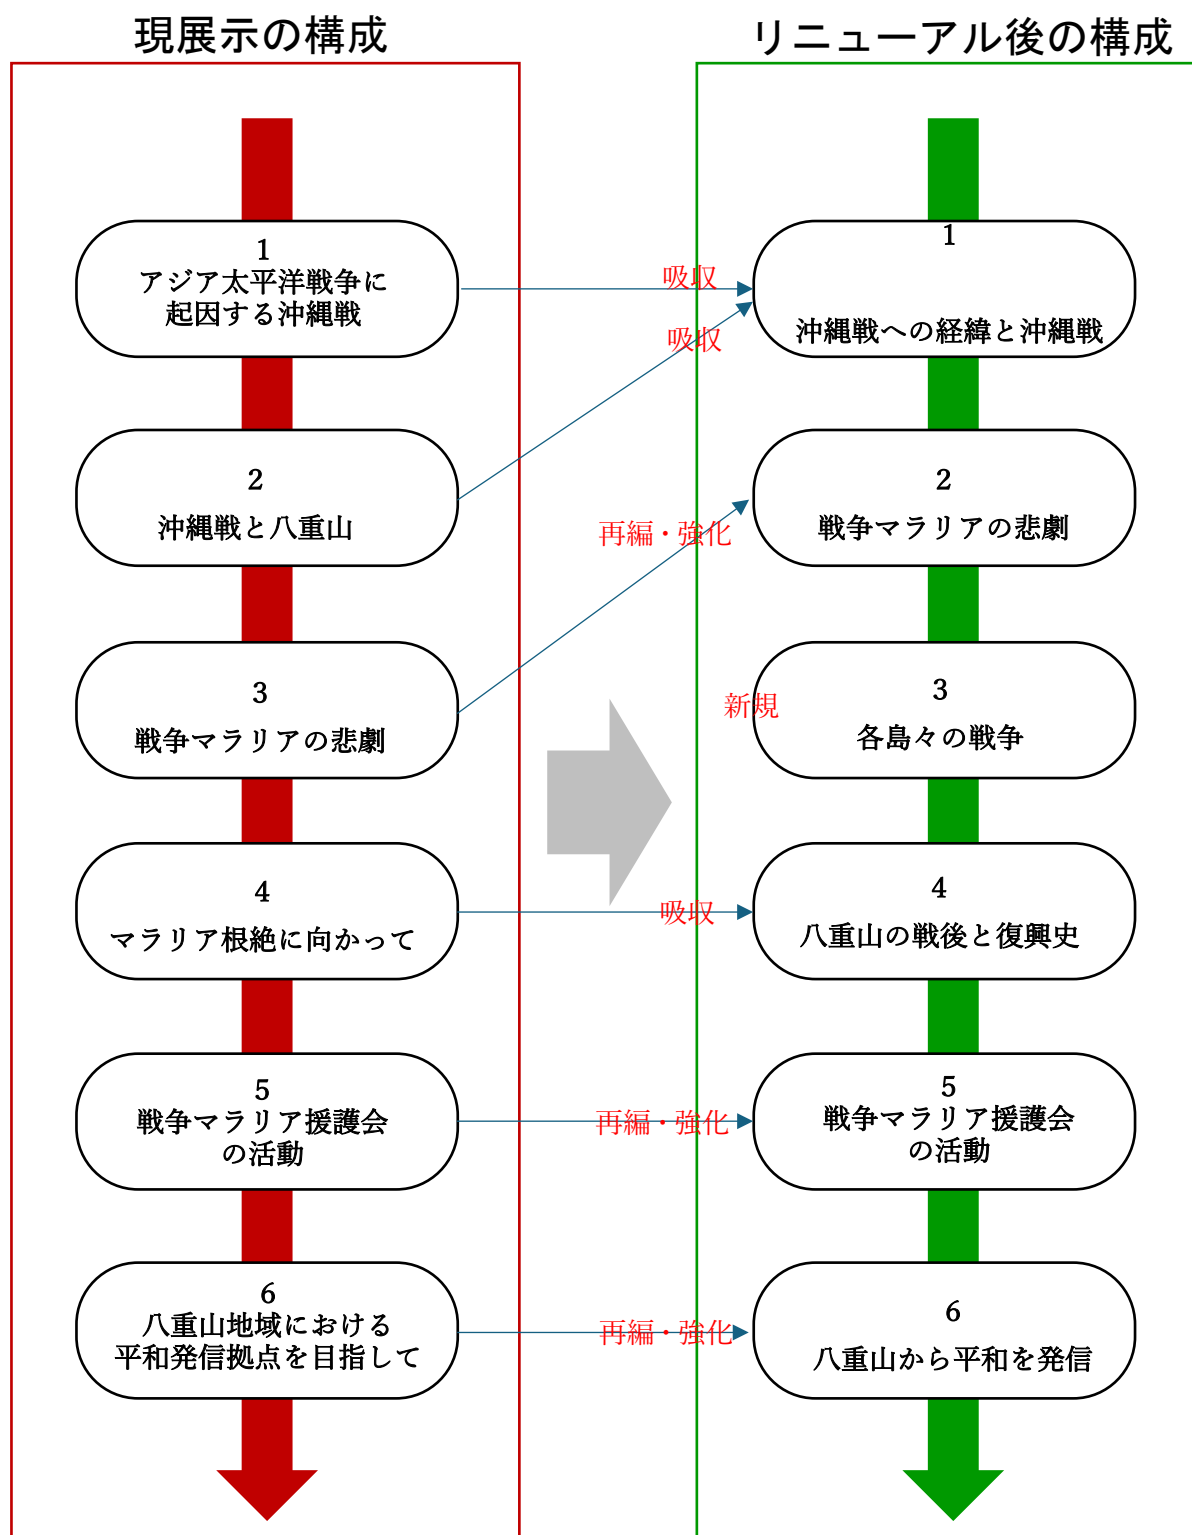 現展示の構成
1
アジア太平洋戦争に
起因する沖縄戦
2
沖縄戦と八重山
3
戦争マラリアの悲劇
4
マラリア根絶に向かって
5
戦争マラリア援護会
の活動
6
八重山地域における
平和発信拠点を目指して
吸収
吸収
再編・強化
新規
吸収
再編・強化
再編・強化
リニューアル後の構成
1
沖縄戦への経緯と沖縄戦
2
戦争マラリアの悲劇
3
各島々の戦争
4
八重山の戦後と復興史
5
戦争マラリア援護会
の活動
6
八重山から平和を発信